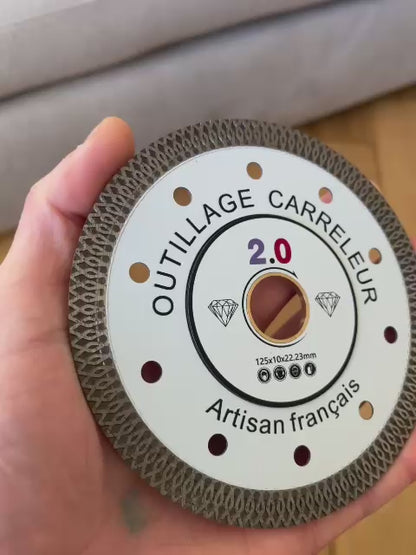 OUTILLAGE CARRELEUR
2.0
125x10x22.23mm
Artisan français